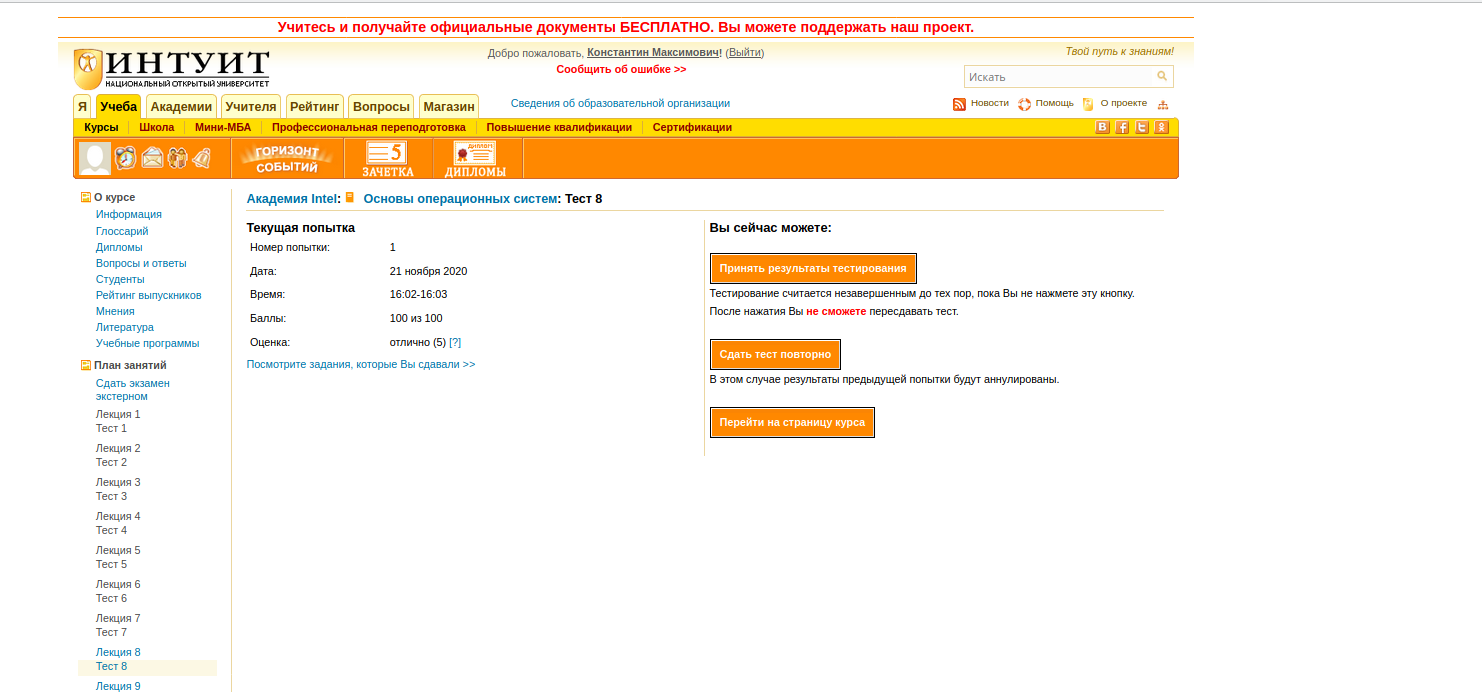 Учитесь и получайте официальные документы БЕСПЛАТНО. Вы можете поддержать наш проект.
ИНТУИТ
НАЦИОНАЛЬНЫЙ ОТКРЫТЫЙ УНИВЕРСИТЕТ
Добро пожаловать, Константин Максимович! (Выйти)
Сообщить об ошибке >>
Твой путь к знаниям!
Искать
Я Учеба Академии Учителя Рейтинг Вопросы Магазин
Сведения об образовательной организации
Новости Помощь О проекте
Курсы Школа Мини-МБА Профессиональная переподготовка Повышение квалификации Сертификации
ГОРИЗОНТ
СОБЫТИЙ
5
ЗАЧЕТКА
ДИПЛОМ
ДИПЛОМЫ
О курсе
Информация
Глоссарий
Дипломы
Вопросы и ответы
Студенты
Рейтинг выпускников
Мнения
Литература
Учебные программы
План занятий
Сдать экзамен
экстерном
Лекция 1
Тест 1
Лекция 2
Тест 2
Лекция 3
Тест 3
Лекция 4
Тест 4
Лекция 5
Тест 5
Лекция 6
Тест 6
Лекция 7
Тест 7
Лекция 8
Тест 8
Лекция 9
Академия Intel: Основы операционных систем: Тест 8
Текущая попытка
Номер попытки: 1
Дата: 21 ноября 2020
Время: 16:02-16:03
Баллы: 100 из 100
Оценка: отлично (5) [?]
Посмотрите задания, которые Вы сдавали >>
Вы сейчас можете:
Принять результаты тестирования
Тестирование считается незавершенным до тех пор, пока Вы не нажмете эту кнопку.
После нажатия Вы не сможете пересдавать тест.
Сдать тест повторно
В этом случае результаты предыдущей попытки будут аннулированы.
Перейти на страницу курса